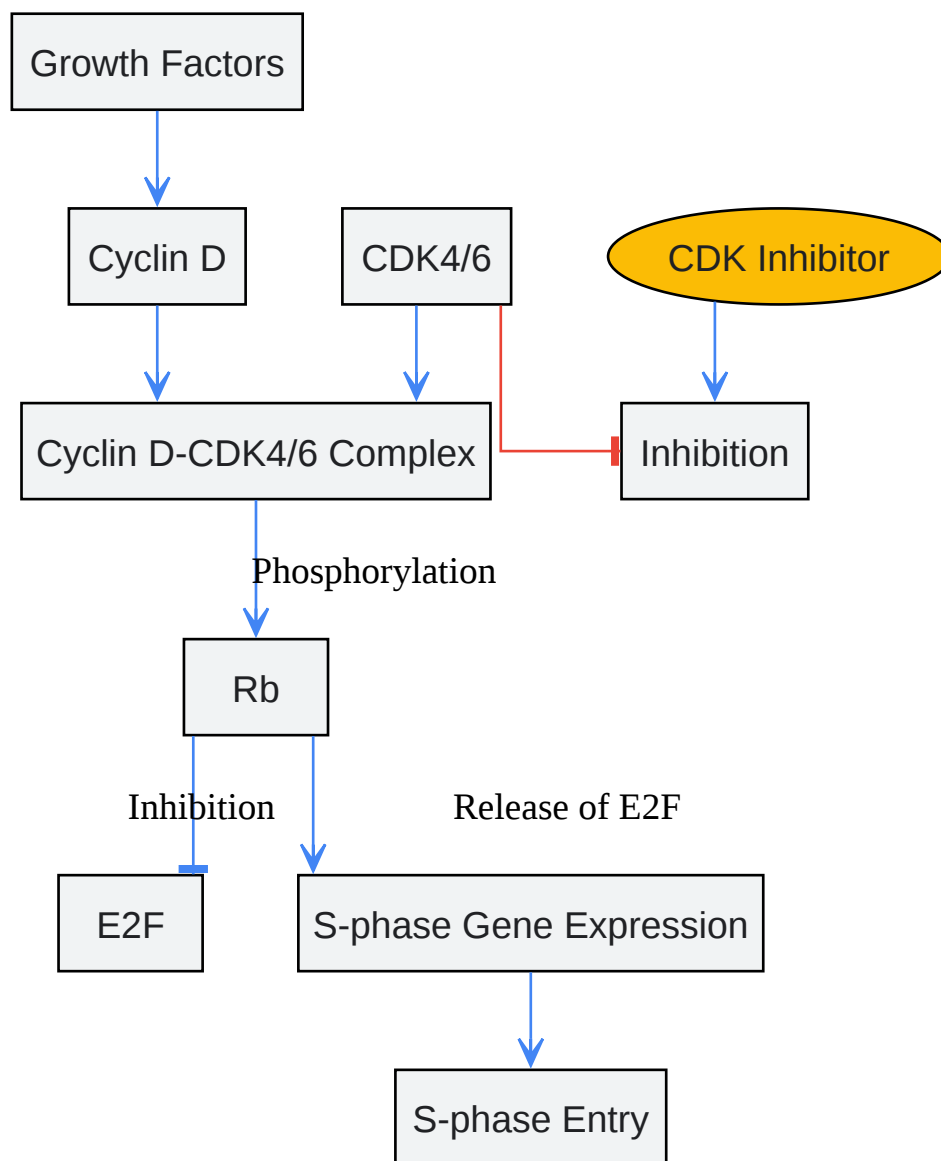 Growth Factors
Cyclin D
CDK4/6
CDK Inhibitor
Cyclin D-CDK4/6 Complex
Inhibition
Phosphorylation
Rb
Inhibition
Release of E2F
E2F
S-phase Gene Expression
S-phase Entry